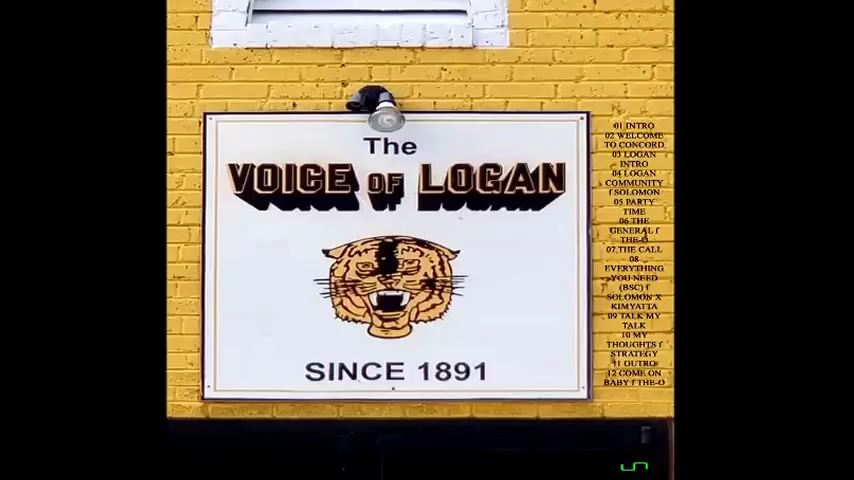 The
VOICE OF LOGAN
SINCE 1891
01 INTRO
02 WELCOME
TO CONCORD
03 LOGAN
INTRO
04 LOGAN
COMMUNITY
f SOLOMON
05 PARTY
TIME
06 THE
GENERAL f
THE-O
07 THE CALL
08
EVERYTHING
YOU NEED
(BSC) f
SOLOMON X
KIMYATTA
09 TALK MY
TALK
10 MY
THOUGHTS f
STRATEGY
11 OUTRO
12 COME ON
BABY f THE-O